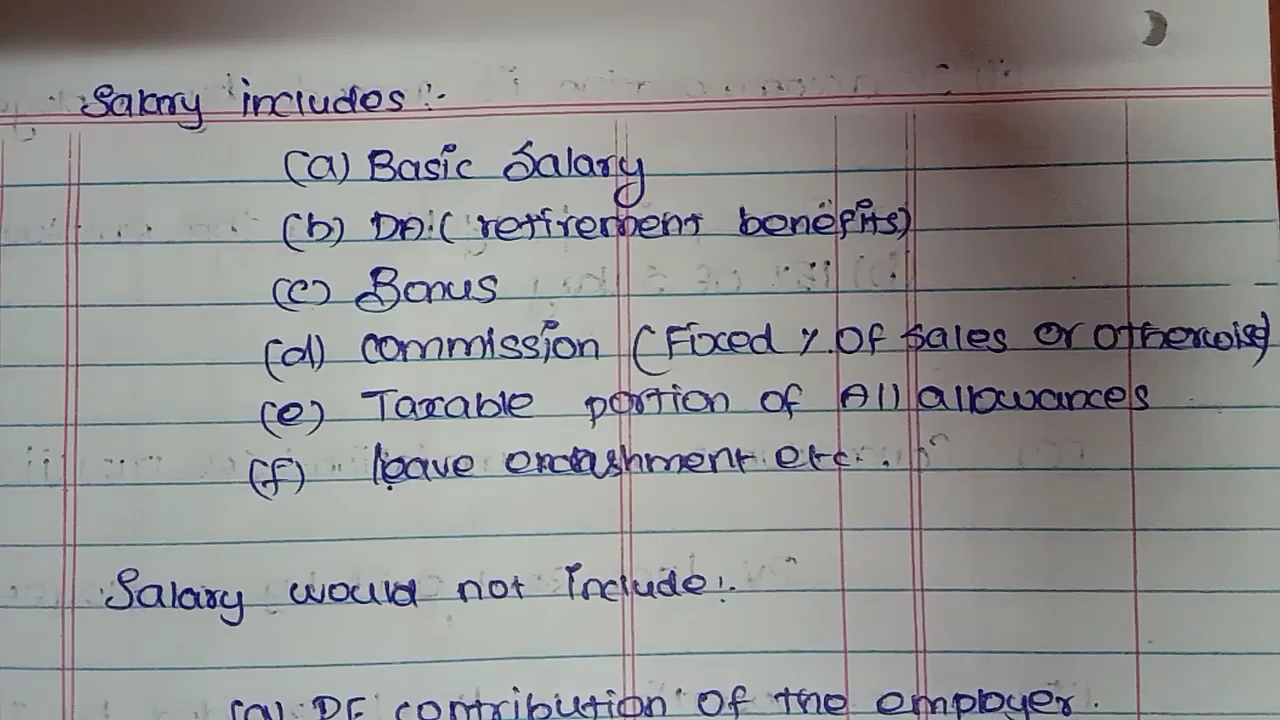 Salary includes :-
(a) Basic Salary
(b) DA: ( retirement benefits)
(c) Bonus
(d) commission (Fixed % Of Sales or otherwise)
(e) Taxable portion of All allowances
(f) leave encashment etc..
Salary would not Include:-
(a) PF contribution of the employer.